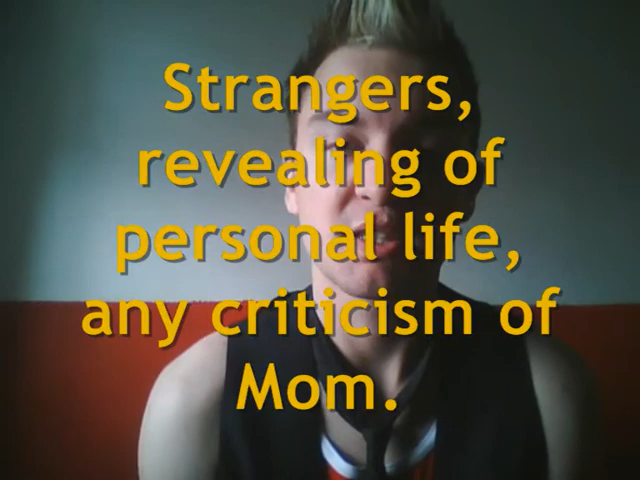 Strangers,
revealing of
personal life,
any criticism of
Mom.